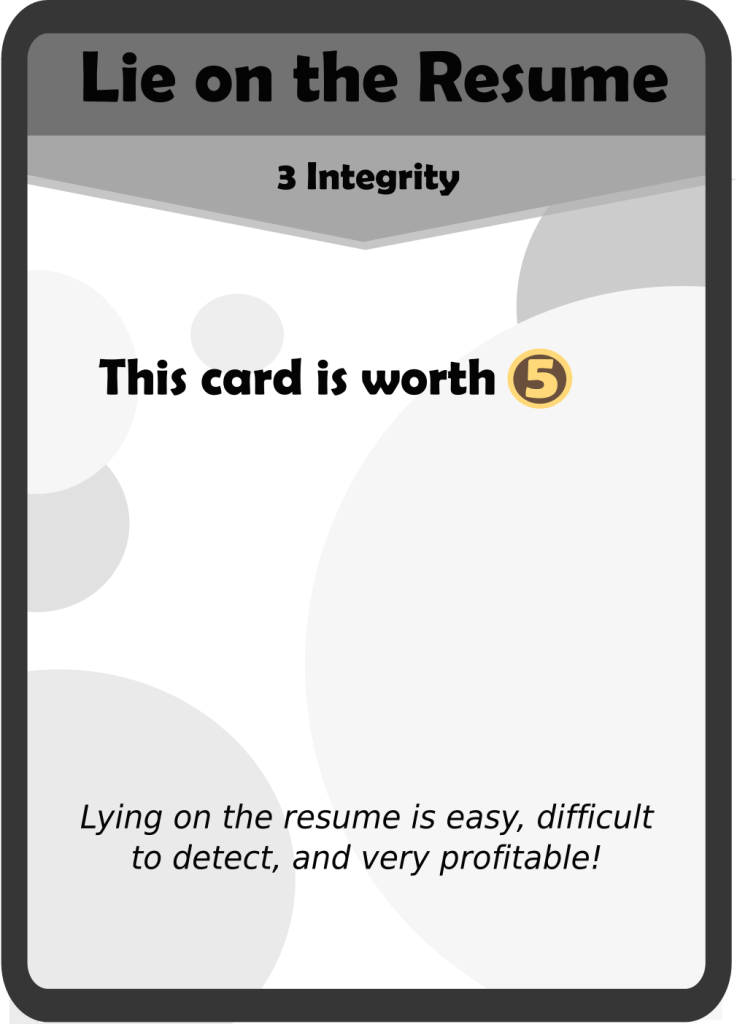 Lie on the Resume
3 Integrity
This card is worth 5
Lying on the resume is easy, difficult
to detect, and very profitable!